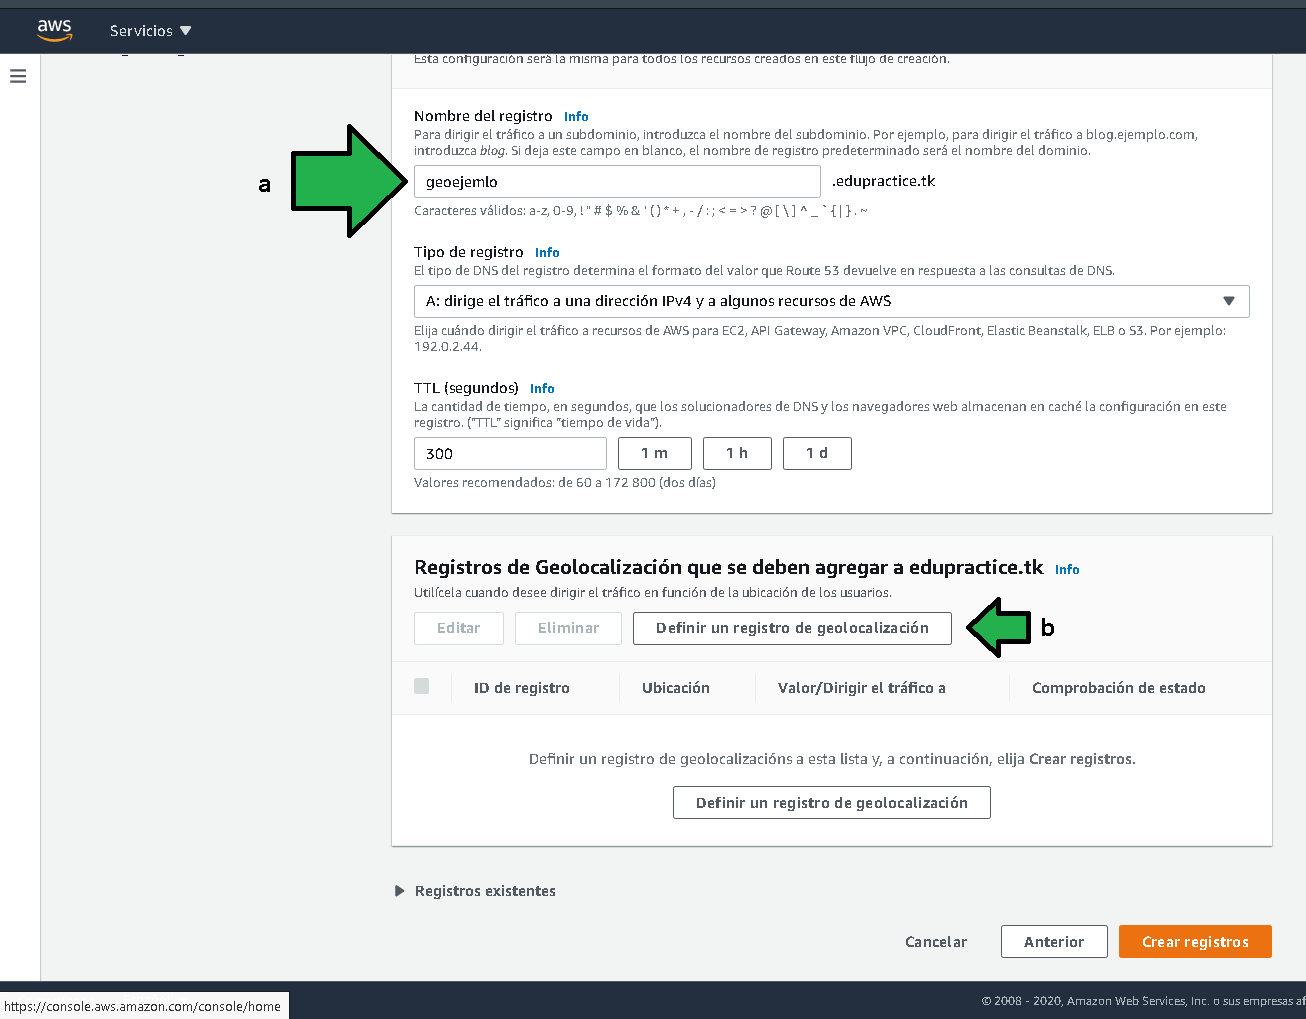 aws Servicios
Esta configuración será la misma para todos los recursos creados en este flujo de creación.
Nombre del registro Info
Para dirigir el tráfico a un subdominio, introduzca el nombre del subdominio. Por ejemplo, para dirigir el tráfico a blog.ejemplo.com,
introduzca blog. Si deja este campo en blanco, el nombre de registro predeterminado será el nombre del dominio.
a geoejemlo .edupractice.tk
Caracteres válidos: a-z, 0-9, ! " # $ % & ' ( ) * + , - / : ; < = > ? @ [ \ ] ^ _ ` { | } . ~
Tipo de registro Info
El tipo de DNS del registro determina el formato del valor que Route 53 devuelve en respuesta a las consultas de DNS.
A: dirige el tráfico a una dirección IPv4 y a algunos recursos de AWS
Elija cuándo dirigir el tráfico a recursos de AWS para EC2, API Gateway, Amazon VPC, CloudFront, Elastic Beanstalk, ELB o S3. Por ejemplo:
192.0.2.44.
TTL (segundos) Info
La cantidad de tiempo, en segundos, que los solucionadores de DNS y los navegadores web almacenan en caché la configuración en este
registro. ("TTL" significa "tiempo de vida").
300 1 m 1 h 1 d
Valores recomendados: de 60 a 172 800 (dos días)
Registros de Geolocalización que se deben agregar a edupractice.tk Info
Utilícela cuando desee dirigir el tráfico en función de la ubicación de los usuarios.
Editar Eliminar Definir un registro de geolocalización b
ID de registro Ubicación Valor/Dirigir el tráfico a Comprobación de estado
Definir un registro de geolocalizacións a esta lista y, a continuación, elija Crear registros.
Definir un registro de geolocalización
Registros existentes
Cancelar Anterior Crear registros
https://console.aws.amazon.com/console/home
© 2008 - 2020, Amazon Web Services, Inc. o sus empresas